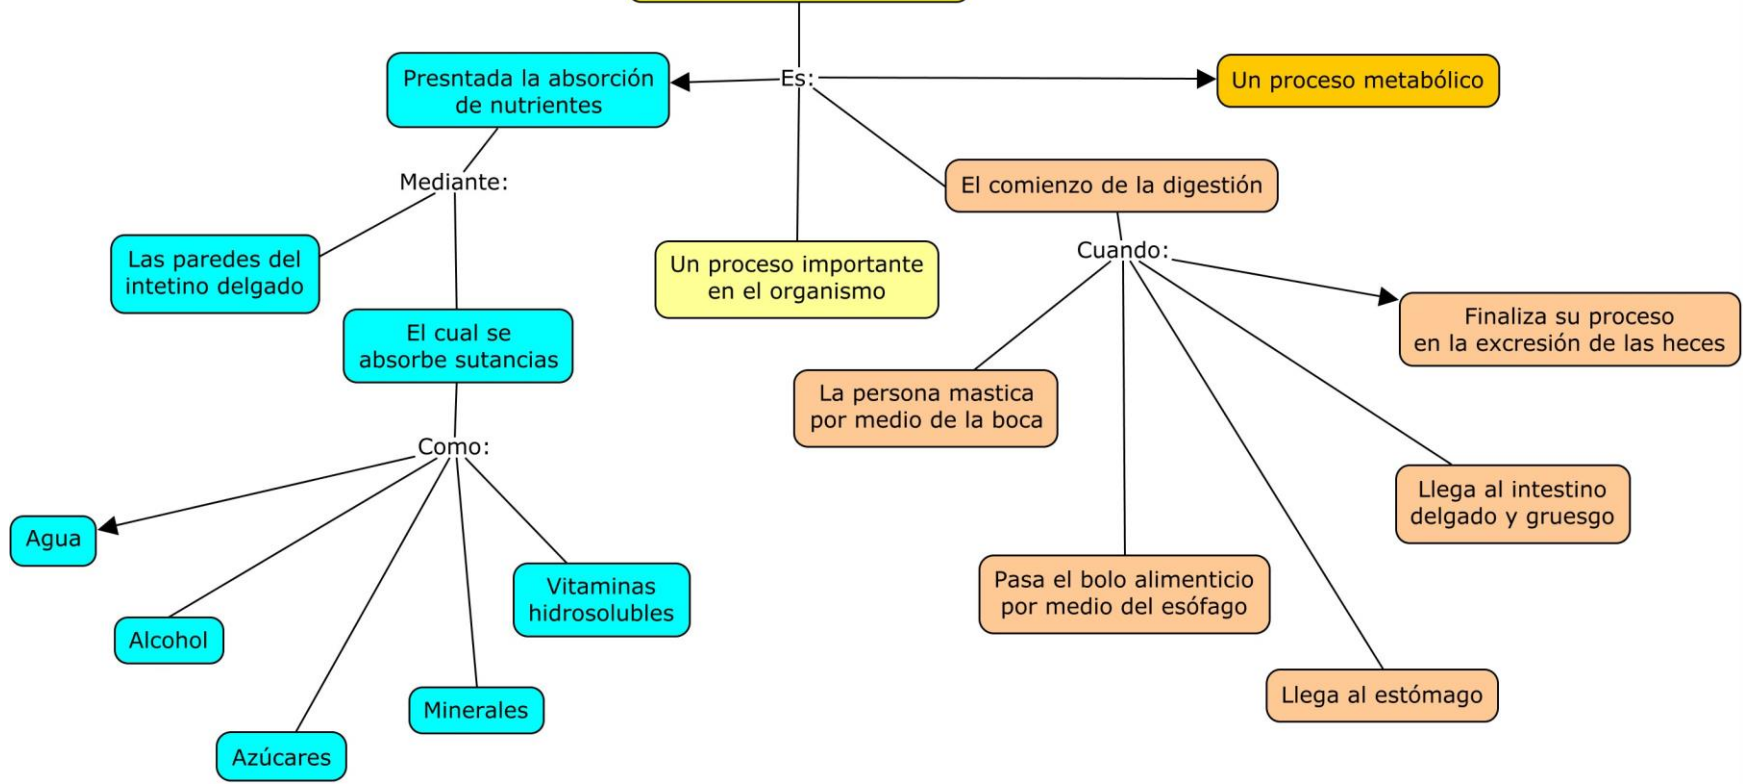 Presntada la absorción
de nutrientes
Es:
Un proceso metabólico
Mediante:
El comienzo de la digestión
Las paredes del
intetino delgado
Un proceso importante
en el organismo
Cuando:
El cual se
absorbe sutancias
Finaliza su proceso
en la excresión de las heces
La persona mastica
por medio de la boca
Como:
Llega al intestino
delgado y gruesgo
Agua
Vitaminas
hidrosolubles
Pasa el bolo alimenticio
por medio del esófago
Alcohol
Minerales
Llega al estómago
Azúcares